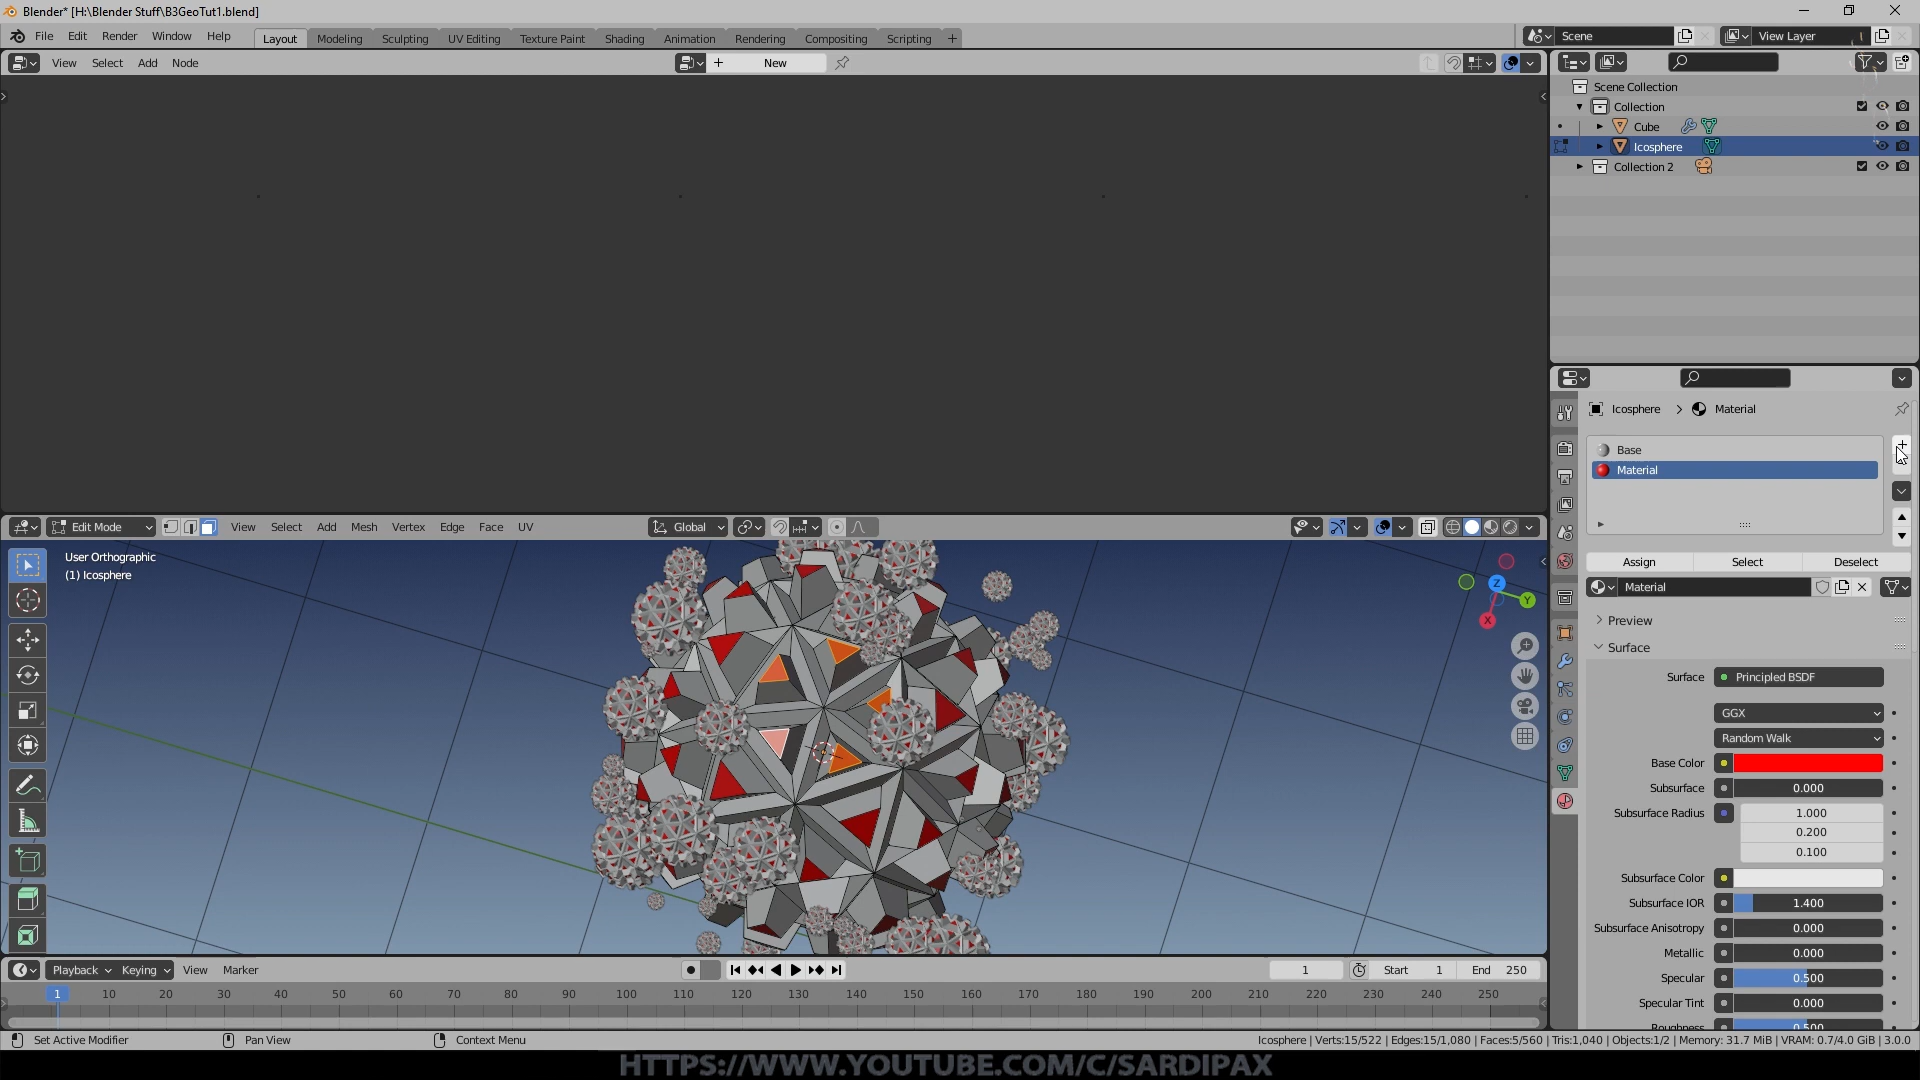 Blender* [H:\Blender Stuff\B3GeoTut1.blend]
File Edit Render Window Help Layout Modeling Sculpting UV Editing Texture Paint Shading Animation Rendering Compositing Scripting + Scene View Layer
View Select Add Node + New
Scene Collection
Collection
Cube
Icosphere
Collection 2
Icosphere > Material
Base
Material
Assign Select Deselect
Material
Preview
Surface
Surface Principled BSDF
GGX
Random Walk
Base Color
Subsurface 0.000
Subsurface Radius 1.000
0.200
0.100
Subsurface Color
Subsurface IOR 1.400
Subsurface Anisotropy 0.000
Metallic 0.000
Specular 0.500
Specular Tint 0.000
Roughness 0.500
Edit Mode View Select Add Mesh Vertex Edge Face UV Global
User Orthographic
(1) Icosphere
Z
Y
X
Playback Keying View Marker 1 Start 1 End 250
1 10 20 30 40 50 60 70 80 90 100 110 120 130 140 150 160 170 180 190 200 210 220 230 240 250
Set Active Modifier Pan View Context Menu Icosphere | Verts:15/522 | Edges:15/1,080 | Faces:5/560 | Tris:1,040 | Objects:1/2 | Memory: 31.7 MiB | VRAM: 0.7/4.0 GiB | 3.0.0
HTTPS://WWW.YOUTUBE.COM/C/SARDIPAX